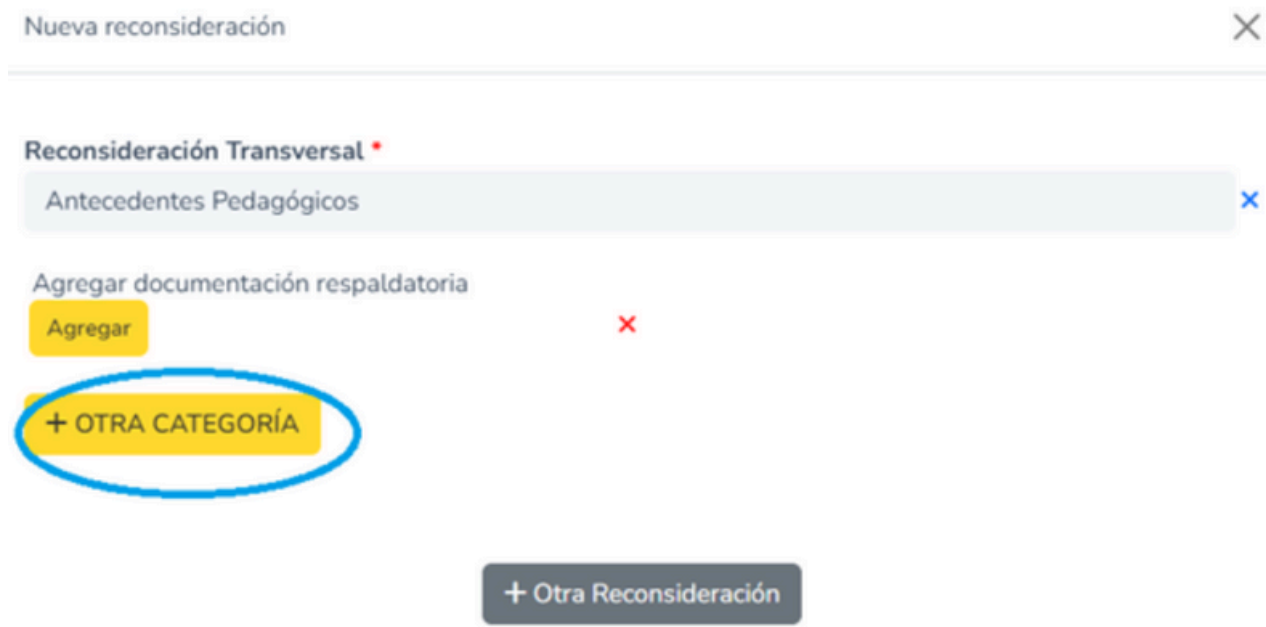 Nueva reconsideración
Reconsideración Transversal *
Antecedentes Pedagógicos
Agregar documentación respaldatoria
Agregar
+ OTRA CATEGORÍA
+ Otra Reconsideración